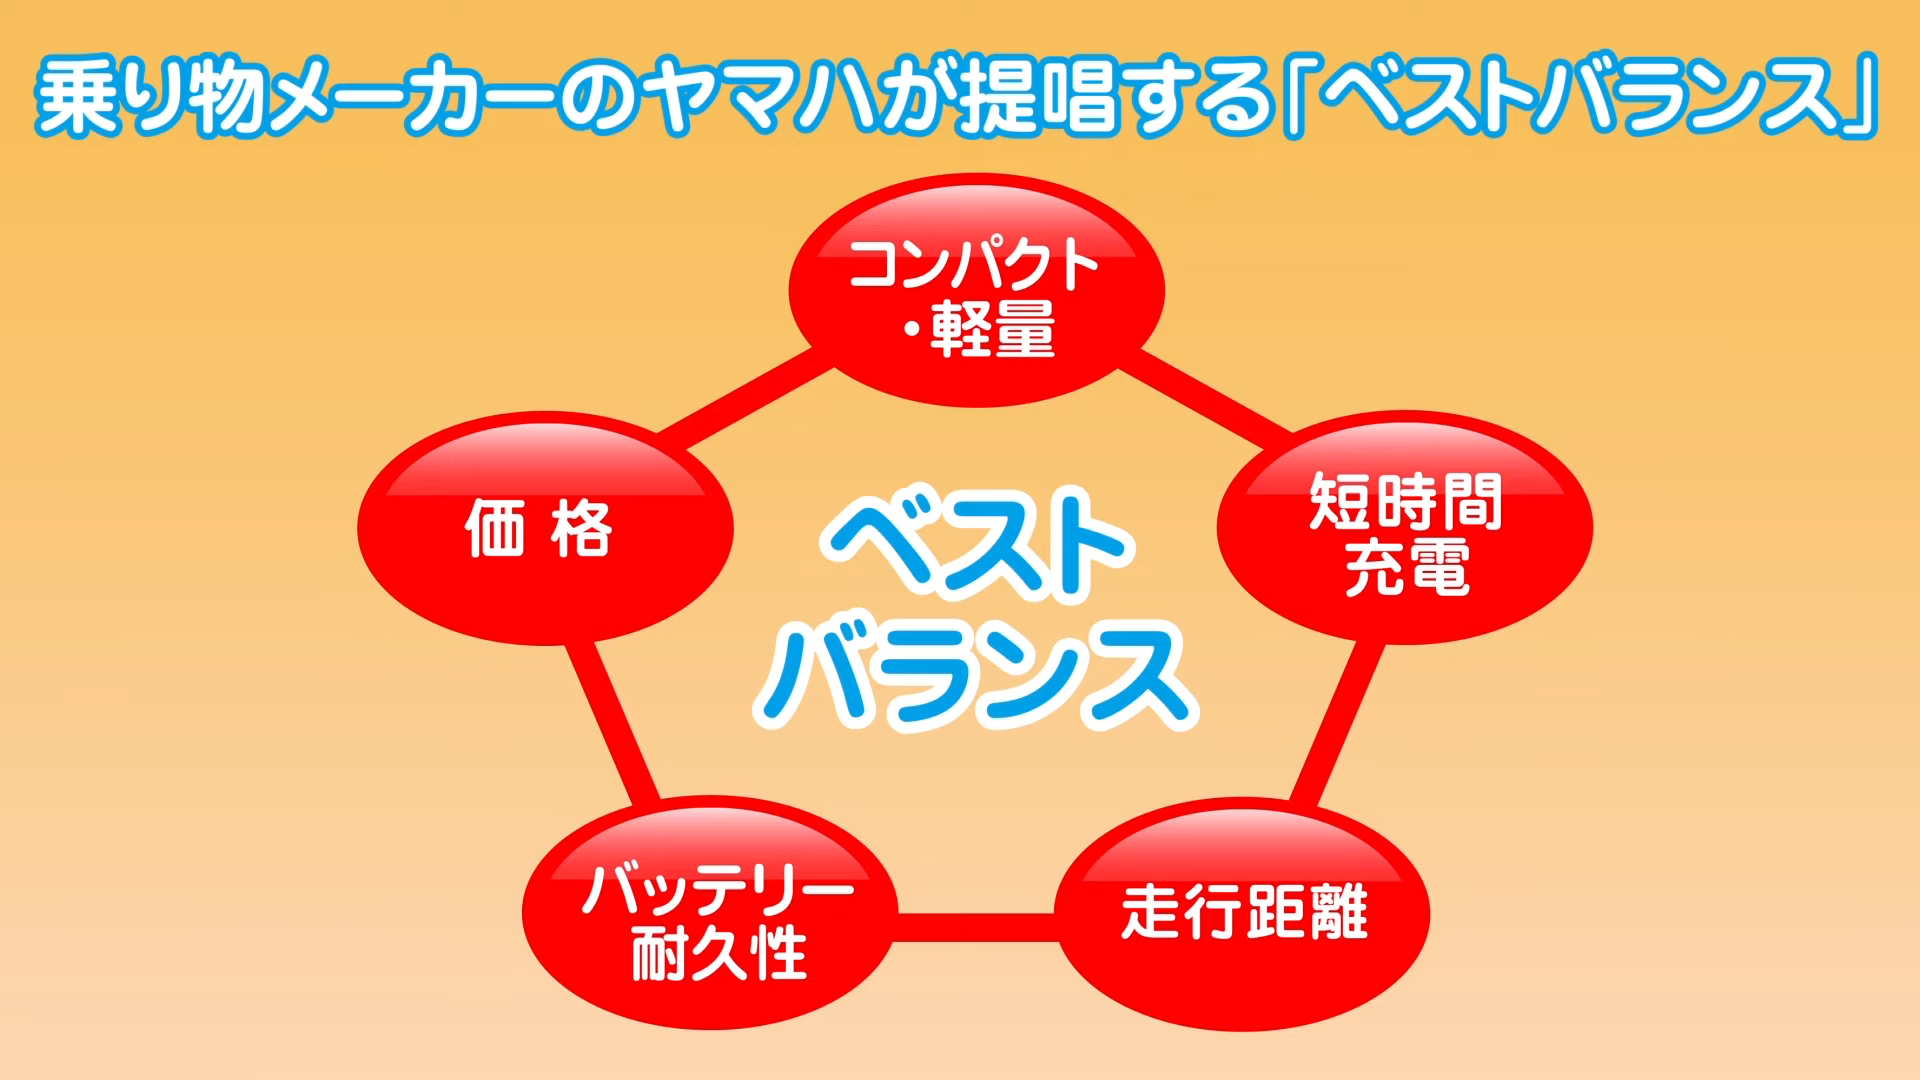 乗り物メーカーのヤマハが提唱する「ベストバランス」
コンパクト
・軽量
価格
短時間
充電
ベスト
バランス
バッテリー
耐久性
走行距離